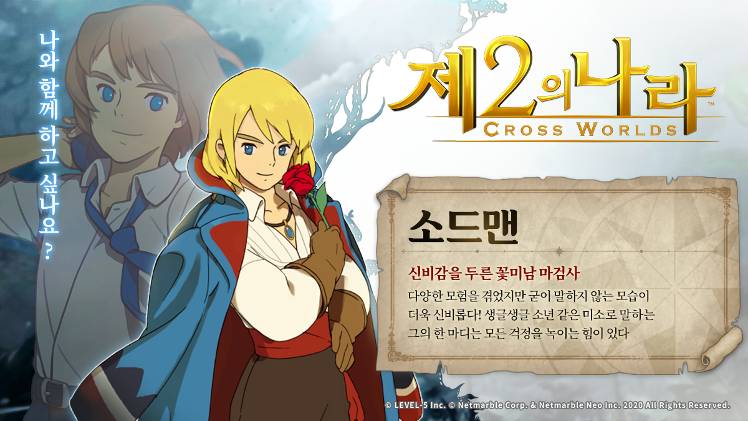 나와 함께 하고 싶나요?
제2의나라™
CROSS WORLDS
소드맨
신비감을 두른 꽃미남 마검사
다양한 모험을 겪었지만 굳이 말하지 않는 모습이
더욱 신비롭다! 생글생글 소년 같은 미소로 말하는
그의 한 마디는 모든 걱정을 녹이는 힘이 있다
© LEVEL-5 Inc. © Netmarble Corp. & Netmarble Neo Inc. 2020 All Rights Reserved.